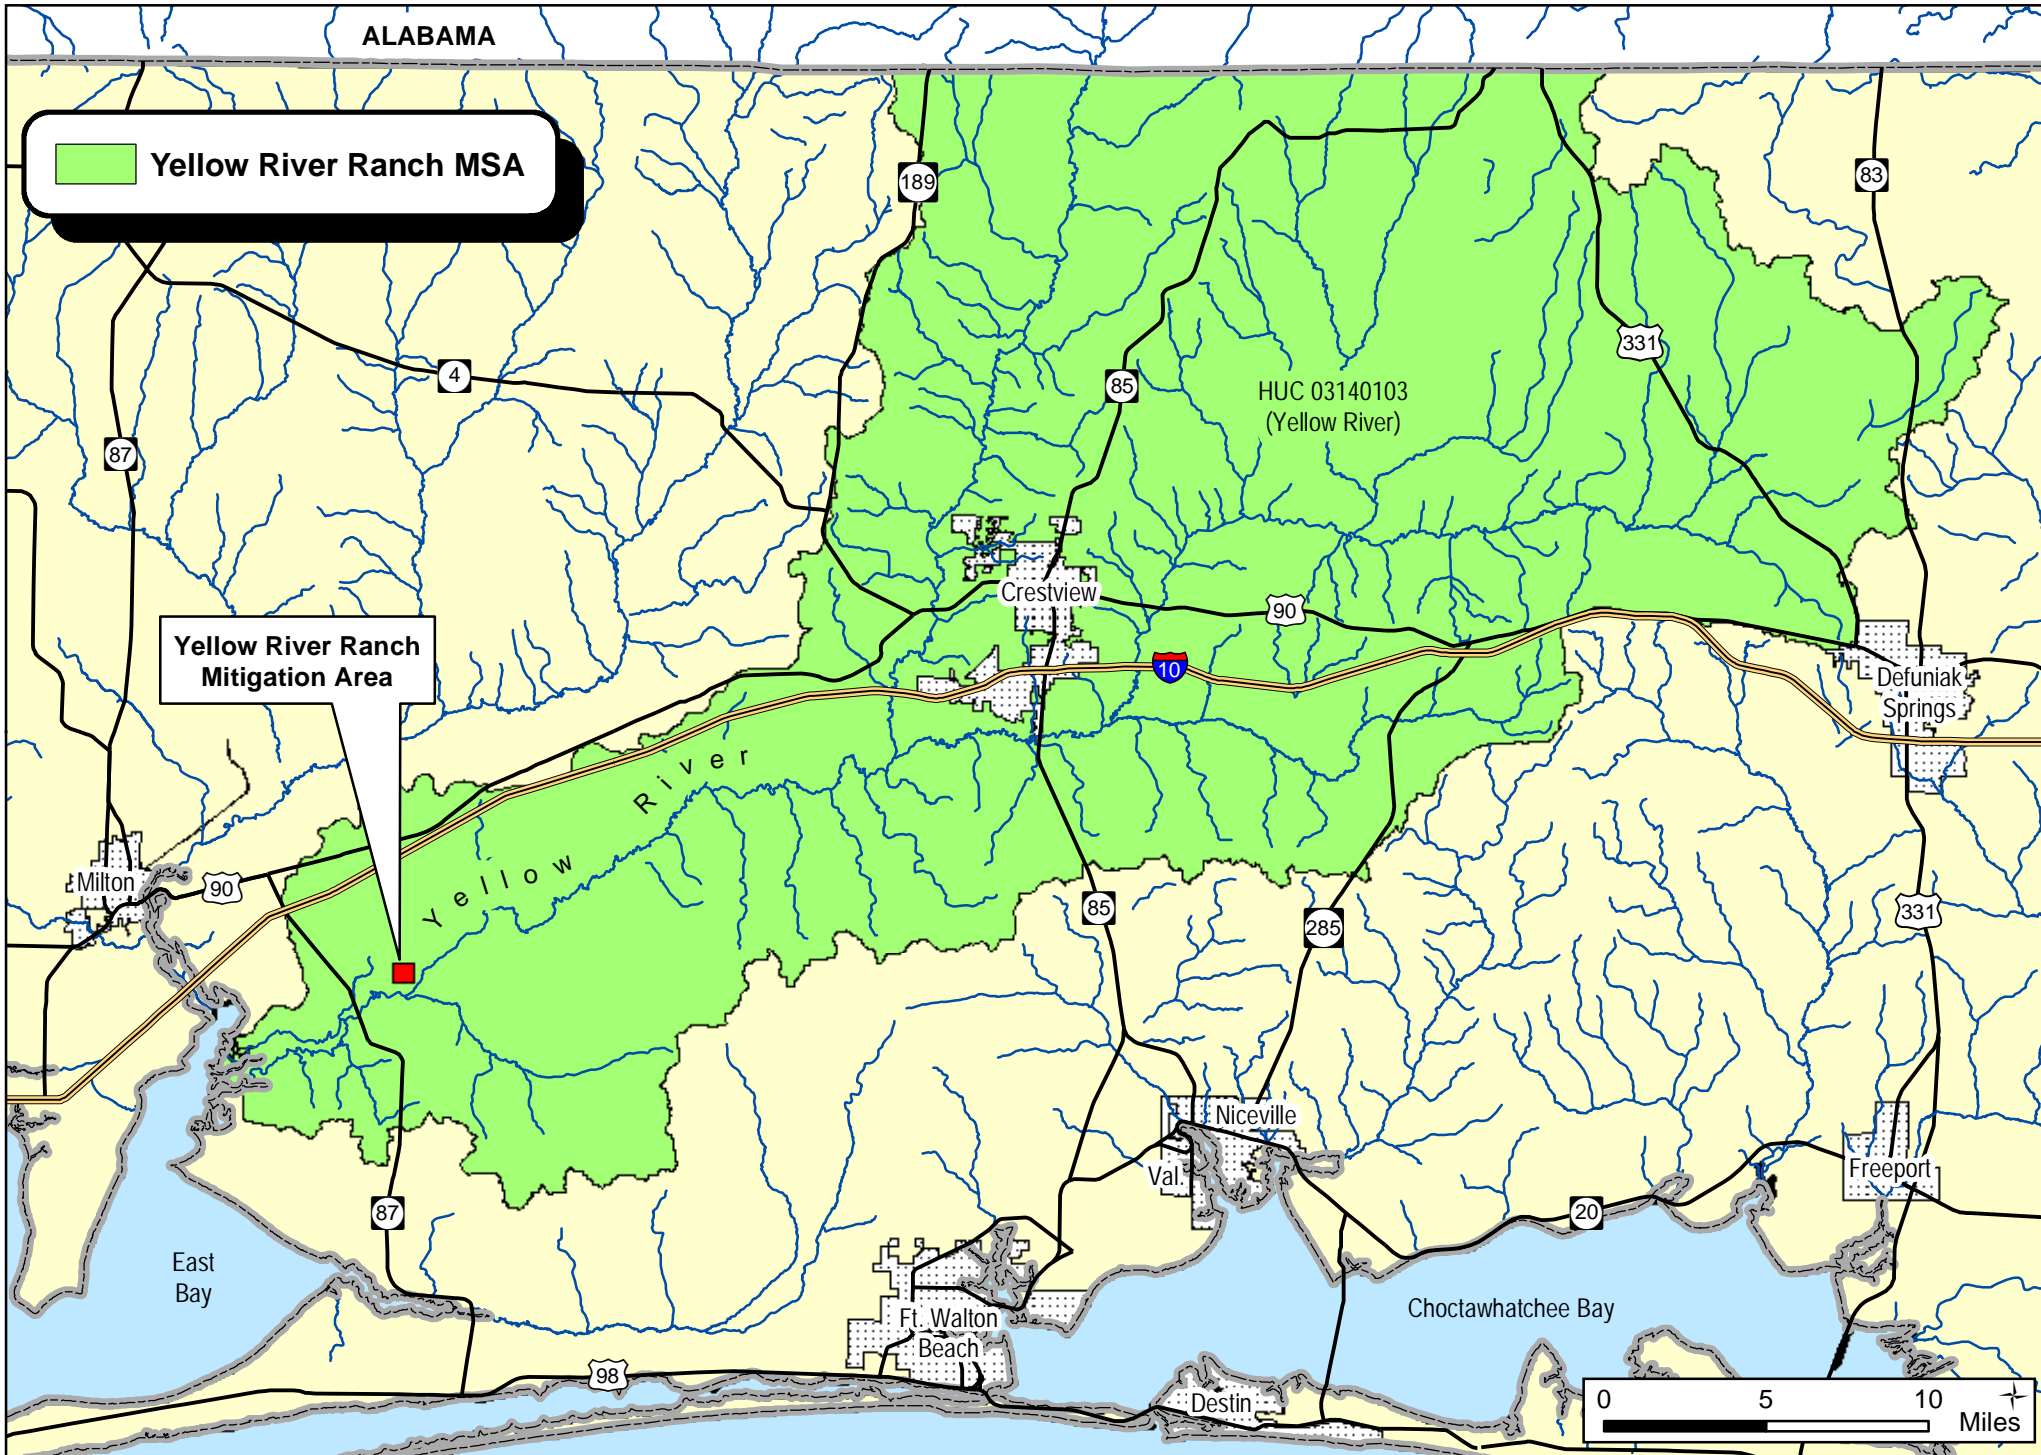 ALABAMA
Yellow River Ranch MSA
189
83
331
4
85
HUC 03140103
(Yellow River)
87
Crestview
90
Yellow River Ranch
Mitigation Area
10
Defuniak
Springs
Yellow River
Milton
90
85
285
331
Niceville
Val.
Freeport
87
20
East
Bay
Choctawhatchee Bay
Ft. Walton
Beach
98
Destin
0 5 10
Miles